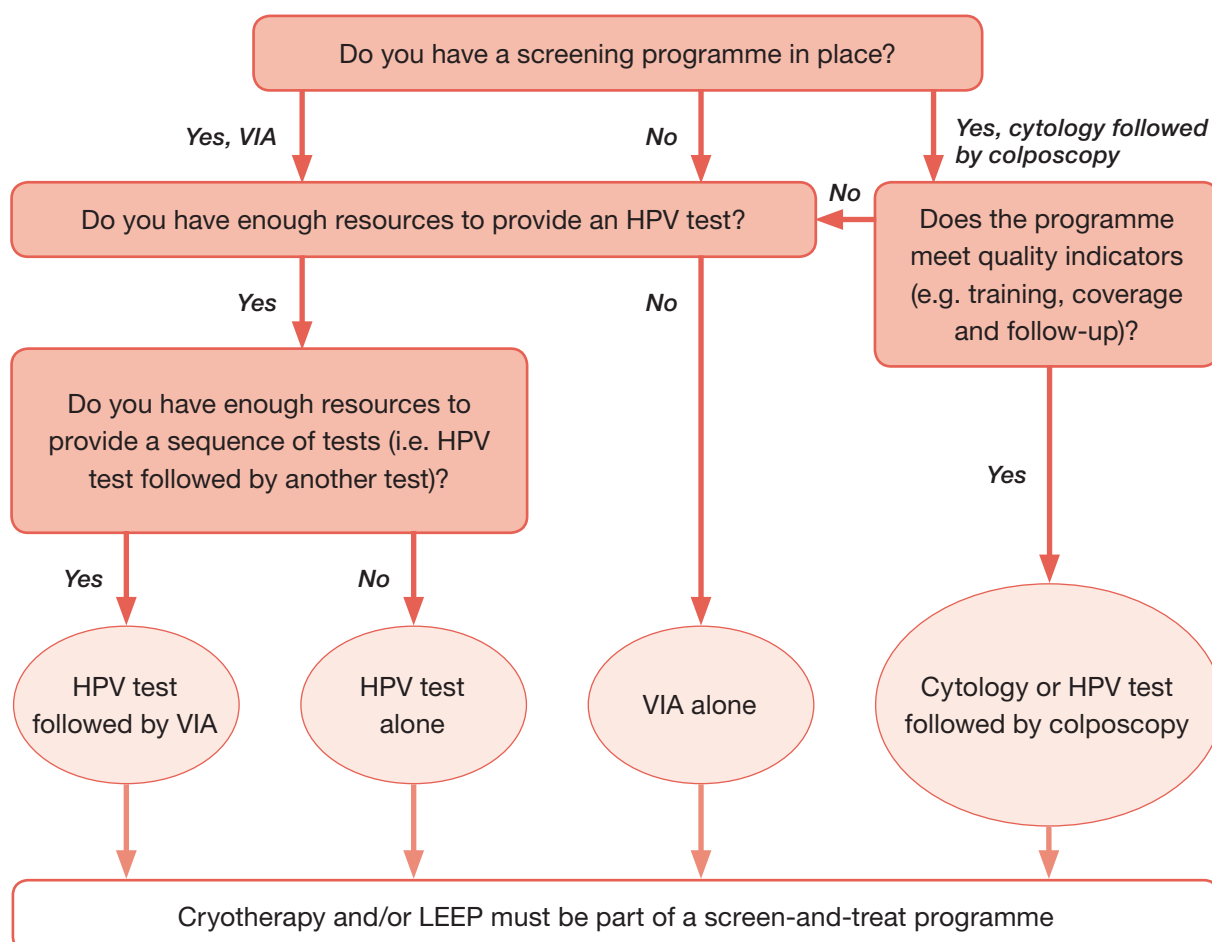 Do you have a screening programme in place?
Yes, VIA
No
Yes, cytology followed
by colposcopy
Do you have enough resources to provide an HPV test?
No
Does the programme
meet quality indicators
(e.g. training, coverage
and follow-up)?
Yes
No
Do you have enough resources to
provide a sequence of tests (i.e. HPV
test followed by another test)?
Yes
Yes
No
HPV test
followed by VIA
HPV test
alone
VIA alone
Cytology or HPV test
followed by colposcopy
Cryotherapy and/or LEEP must be part of a screen-and-treat programme